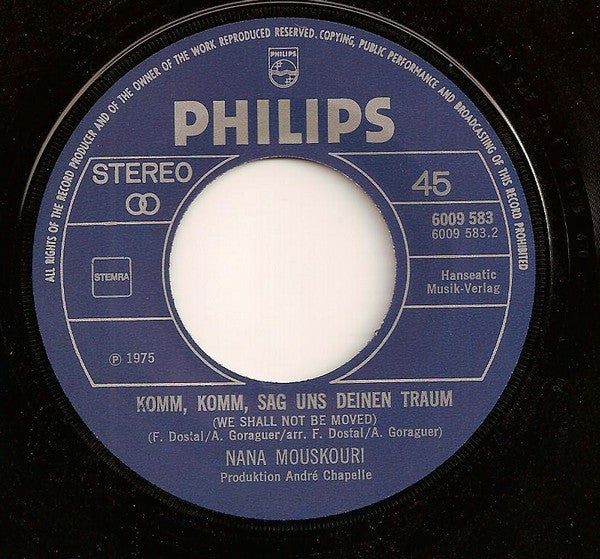 ALL RIGHTS OF THE RECORD PRODUCER AND OF THE OWNER OF THE WORK REPRODUCED RESERVED. COPYING, PUBLIC PERFORMANCE AND BROADCASTING OF THIS RECORD PROHIBITED
PHILIPS
PHILIPS
STEREO
45
6009 583
6009 583.2
STEMRA
Hanseatic
Musik-Verlag
℗ 1975
KOMM, KOMM, SAG UNS DEINEN TRAUM
(WE SHALL NOT BE MOVED)
(F. Dostal/A. Goraguer/arr. F. Dostal/A. Goraguer)
NANA MOUSKOURI
Produktion André Chapelle